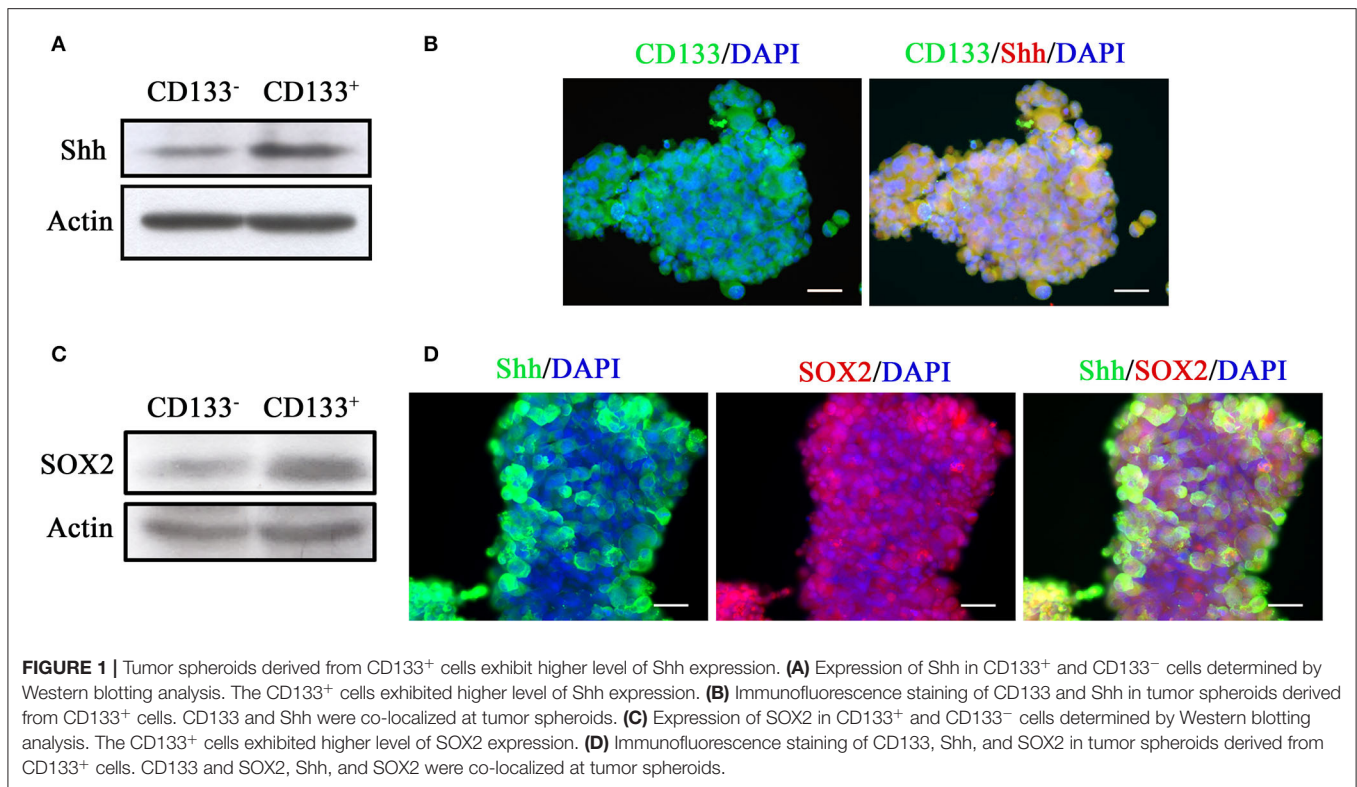 A
CD133- CD133+
Shh
Actin
B
CD133/DAPI CD133/Shh/DAPI
C
CD133- CD133+
SOX2
Actin
D
Shh/DAPI SOX2/DAPI Shh/SOX2/DAPI
FIGURE 1 | Tumor spheroids derived from CD133+ cells exhibit higher level of Shh expression. (A) Expression of Shh in CD133+ and CD133− cells determined by
Western blotting analysis. The CD133+ cells exhibited higher level of Shh expression. (B) Immunofluorescence staining of CD133 and Shh in tumor spheroids derived
from CD133+ cells. CD133 and Shh were co-localized at tumor spheroids. (C) Expression of SOX2 in CD133+ and CD133− cells determined by Western blotting
analysis. The CD133+ cells exhibited higher level of SOX2 expression. (D) Immunofluorescence staining of CD133, Shh, and SOX2 in tumor spheroids derived from
CD133+ cells. CD133 and SOX2, Shh, and SOX2 were co-localized at tumor spheroids.